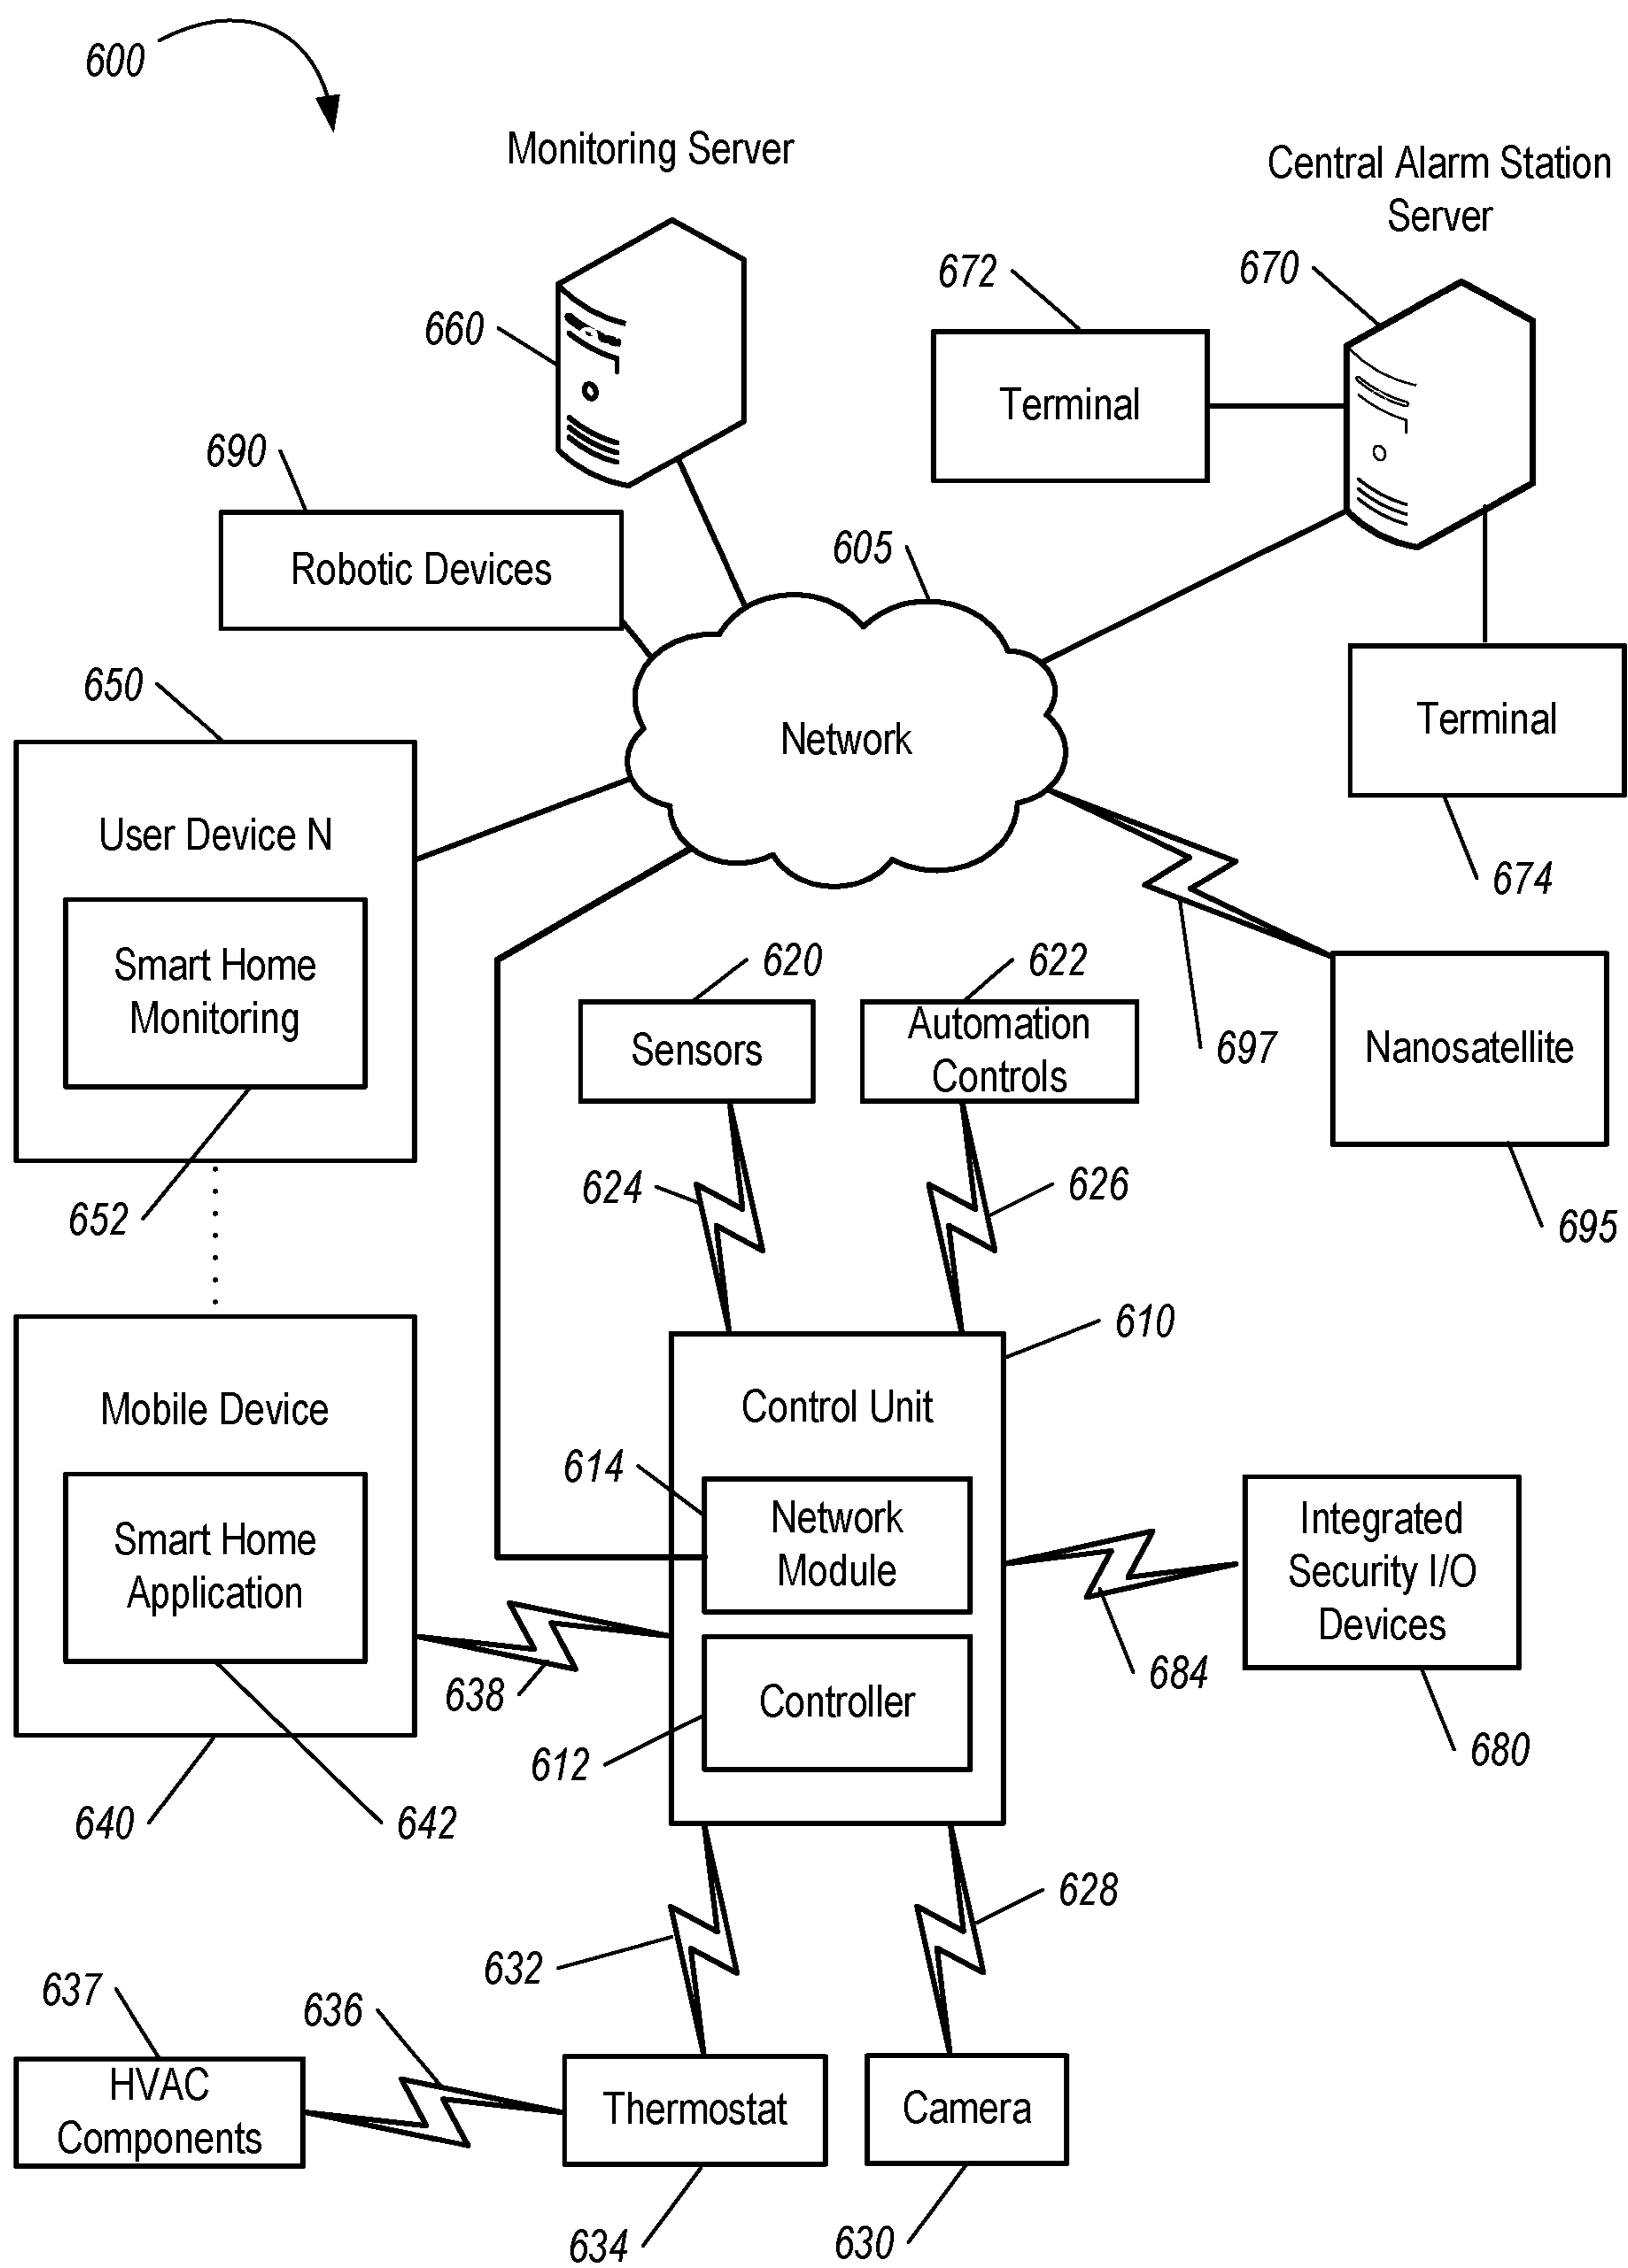 600
Monitoring Server
Central Alarm Station
Server
672
670
660
Terminal
690
605
Robotic Devices
650
Terminal
Network
User Device N
674
Smart Home
Monitoring
620
622
Sensors
Automation
Controls
697
Nanosatellite
624
626
652
695
610
Mobile Device
Control Unit
614
Network
Module
Integrated
Security I/O
Devices
Smart Home
Application
638
684
Controller
612
680
640
642
628
632
637
636
HVAC
Components
Thermostat
Camera
634
630